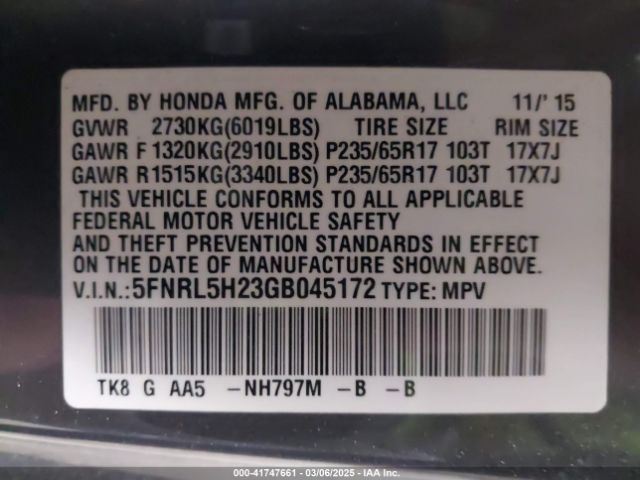 MFD. BY HONDA MFG. OF ALABAMA, LLC 11/' 15
GVWR 2730KG(6019LBS) TIRE SIZE RIM SIZE
GAWR F 1320KG(2910LBS) P235/65R17 103T 17X7J
GAWR R1515KG(3340LBS) P235/65R17 103T 17X7J
THIS VEHICLE CONFORMS TO ALL APPLICABLE
FEDERAL MOTOR VEHICLE SAFETY
AND THEFT PREVENTION STANDARDS IN EFFECT
ON THE DATE OF MANUFACTURE SHOWN ABOVE.
V.I.N.:5FNRL5H23GB045172 TYPE: MPV
TK8 G AA5 -NH797M -B -B
000-41747661 - 03/06/2025 - IAA Inc.